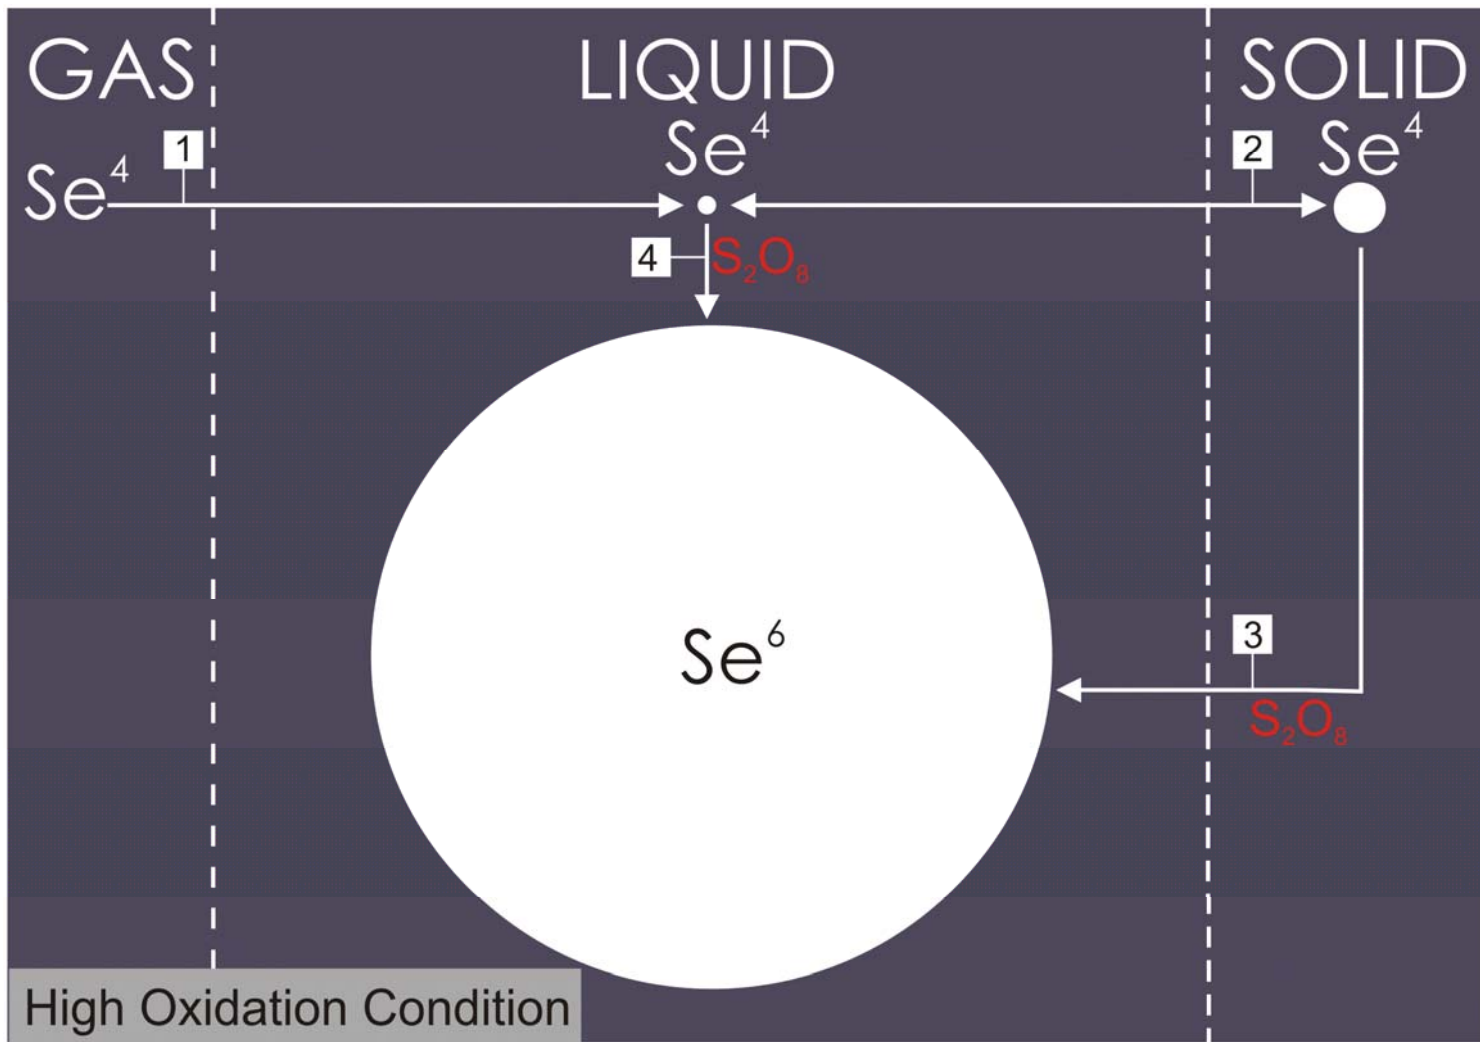 GAS LIQUID SOLID
Se⁴ 1 Se⁴ 2 Se⁴
4 S₂O₈
Se⁶
3
S₂O₈
High Oxidation Condition